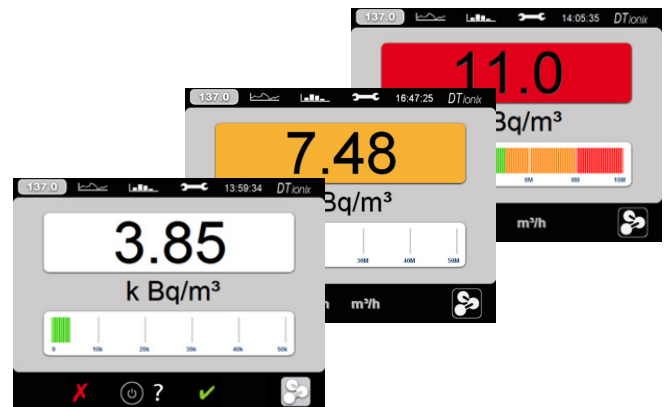 137.0 14:05:35 DTionix
11.0
Bq/m³
6M 8M 10M
m³/h
137.0 16:47:25 DTionix
7.48
Bq/m³
30M 40M 50M
m³/h
137.0 13:59:34 DTionix
3.85
k Bq/m³
0 10k 20k 30k 40k 50k
✗ ? ✓